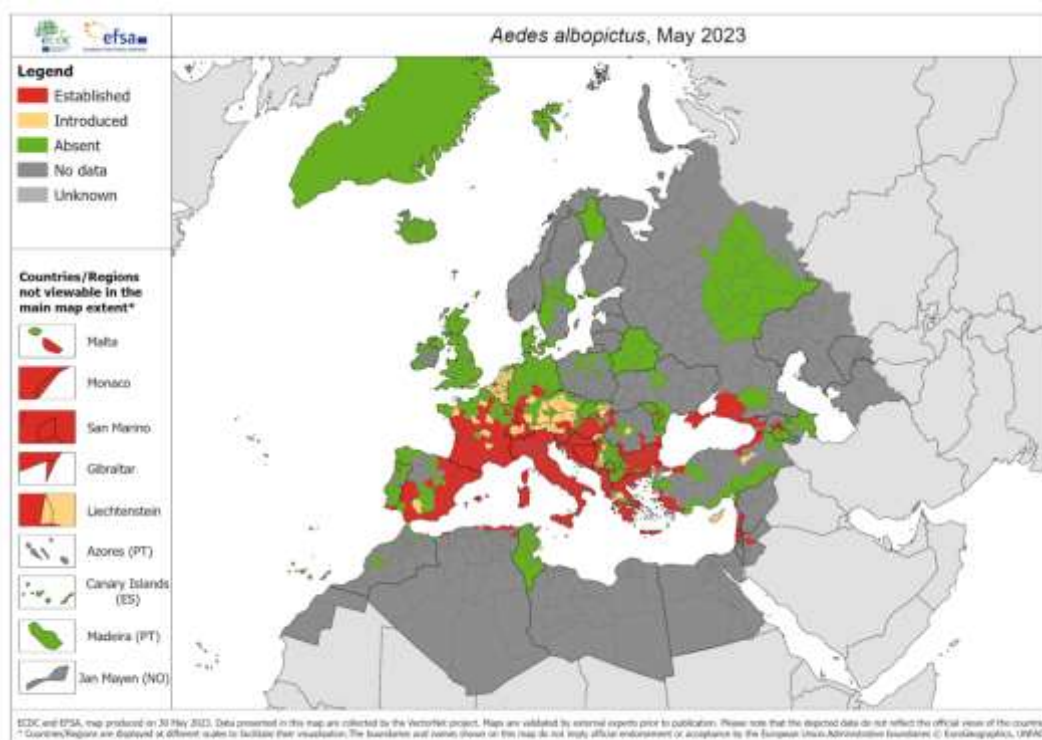 ecdc
efsa
Aedes albopictus, May 2023
Legend
Established
Introduced
Absent
No data
Unknown
Countries/Regions
not viewable in the
main map extent*
Malta
Monaco
San Marino
Gibraltar
Liechtenstein
Azores (PT)
Canary Islands
(ES)
Madeira (PT)
Jan Mayen (NO)
ECDC and EFSA, map produced on 30 May 2023. Data presented in this map are collected by the VectorNet project. Maps are validated by external experts prior to publication. Please note that the depicted data do not reflect the official views of the countries
* Countries/Regions are displayed at different scales to facilitate their visualisation. The boundaries and names shown on this map do not imply official endorsement or acceptance by the European Union. Administrative boundaries © EuroGeographics,